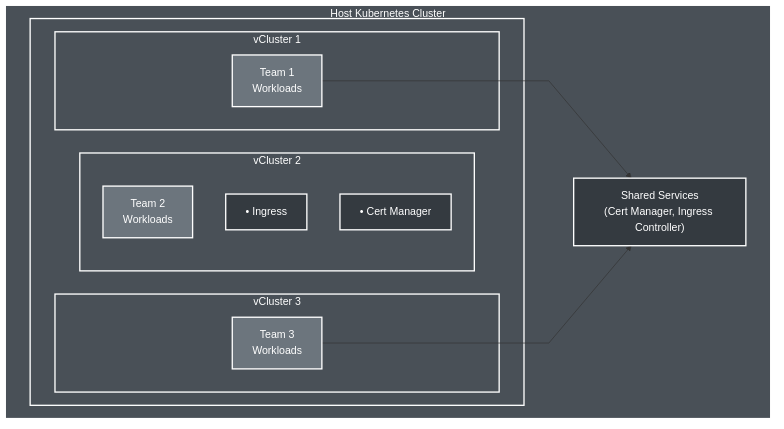 Host Kubernetes Cluster
vCluster 1
Team 1
Workloads
vCluster 2
Team 2
Workloads
• Ingress
• Cert Manager
Shared Services
(Cert Manager, Ingress
Controller)
vCluster 3
Team 3
Workloads